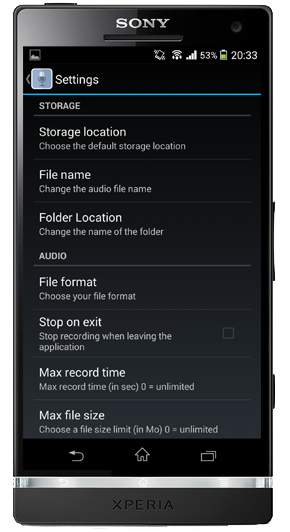 SONY
53% 20:33
Settings
STORAGE
Storage location
Choose the default storage location
File name
Change the audio file name
Folder Location
Change the name of the folder
AUDIO
File format
Choose your file format
Stop on exit
Stop recording when leaving the
application
Max record time
Max record time (in sec) 0 = unlimited
Max file size
Choose a file size limit (in Mo) 0 = unlimited
XPERIA